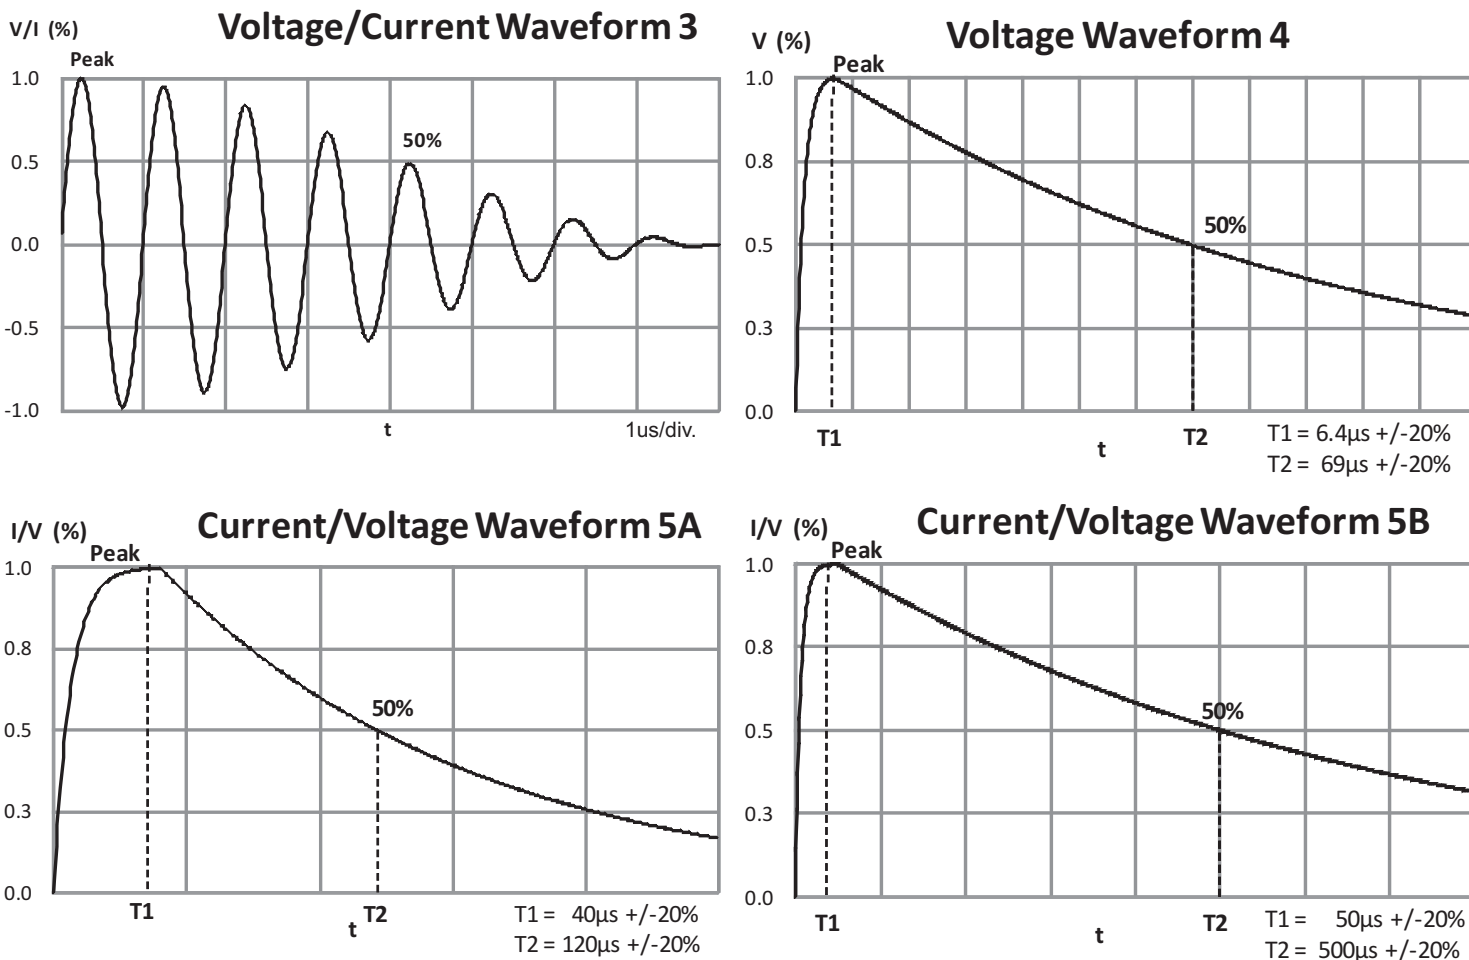 Voltage/Current Waveform 3
V/I (%)
Peak
1.0
0.5
0.0
-0.5
-1.0
50%
t
1us/div.
Voltage Waveform 4
V (%)
Peak
1.0
0.8
0.5
0.3
0.0
50%
T1
T2
t
T1 = 6.4µs +/-20%
T2 = 69µs +/-20%
Current/Voltage Waveform 5A
I/V (%)
Peak
1.0
0.8
0.5
0.3
0.0
50%
T1
T2
t
T1 = 40µs +/-20%
T2 = 120µs +/-20%
Current/Voltage Waveform 5B
I/V (%)
Peak
1.0
0.8
0.5
0.3
0.0
50%
T1
T2
t
T1 = 50µs +/-20%
T2 = 500µs +/-20%